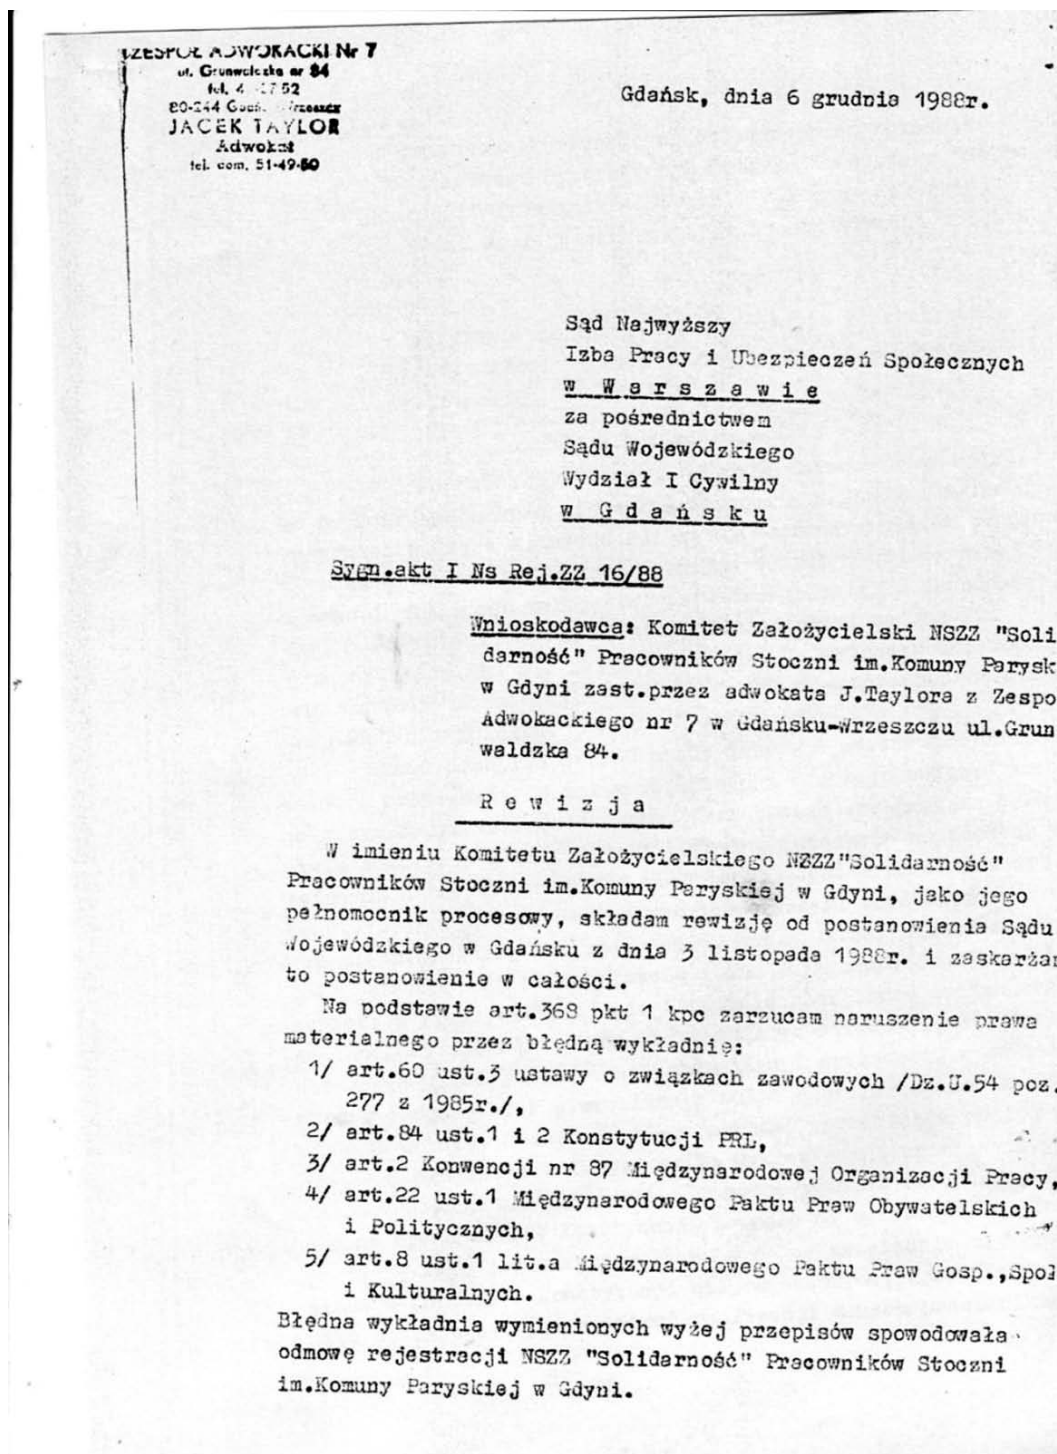 ZESPÓŁ ADWOKACKI Nr 7
ul. Grunwaldzka nr 84
tel. 52
80-244 Gdań. Wrzeszcz
JACEK TAYLOR
Adwokat
tel. dom. 51-49-50
Gdańsk, dnia 6 grudnia 1988r.
Sąd Najwyższy
Izba Pracy i Ubezpieczeń Społecznych
w Warszawie
za pośrednictwem
Sądu Wojewódzkiego
Wydział I Cywilny
w Gdańsku
Sygn.akt I Ns Rej.ZZ 16/88
Wnioskodawca: Komitet Założycielski NSZZ "Soli
darność" Pracowników Stoczni im.Komuny Parysk
w Gdyni zast.przez adwokata J.Taylora z Zespo
Adwokackiego nr 7 w Gdańsku-Wrzeszczu ul.Grun
waldzka 84.
Rewizja
W imieniu Komitetu Założycielskiego NSZZ"Solidarność"
Pracowników Stoczni im.Komuny Paryskiej w Gdyni, jako jego
pełnomocnik procesowy, składam rewizję od postanowienia Sądu
Wojewódzkiego w Gdańsku z dnia 3 listopada 1988r. i zaskarżam
to postanowienie w całości.
Na podstawie art.368 pkt 1 kpc zarzucam naruszenie prawa
materialnego przez błędną wykładnię:
1/ art.60 ust.3 ustawy o związkach zawodowych /Dz.U.54 poz.
277 z 1985r./,
2/ art.84 ust.1 i 2 Konstytucji PRL,
3/ art.2 Konwencji nr 87 Międzynarodowej Organizacji Pracy,
4/ art.22 ust.1 Międzynarodowego Paktu Praw Obywatelskich
i Politycznych,
5/ art.8 ust.1 lit.a Międzynarodowego Paktu Praw Gosp.,Społ
i Kulturalnych.
Błędna wykładnia wymienionych wyżej przepisów spowodowała
odmowę rejestracji NSZZ "Solidarność" Pracowników Stoczni
im.Komuny Paryskiej w Gdyni.